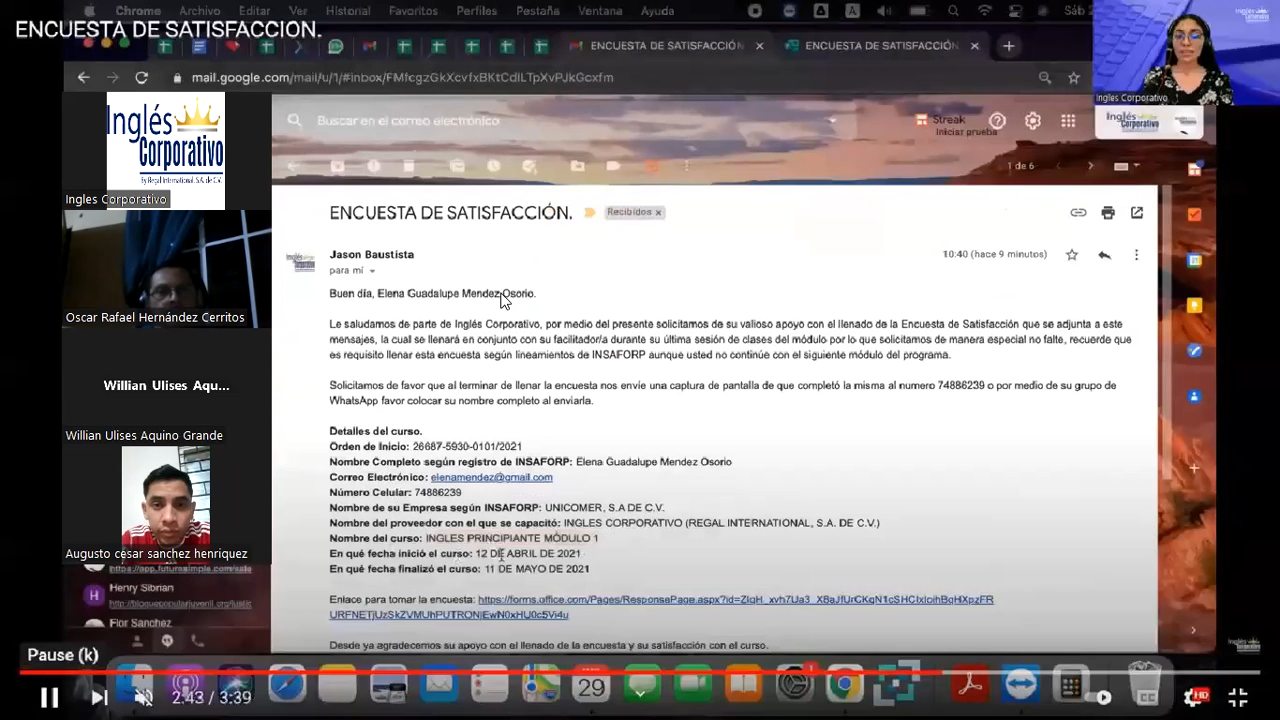 Chrome Archivo Editar Ver Historial Favoritos Perfiles Pestaña Ventana Ayuda
ENCUESTA DE SATISFACCION.
ENCUESTA DE SATISFACCIÓN
ENCUESTA DE SATISFACCIÓN
Ingles Corporativo
mail.google.com/mail/u/1/#inbox/FMfcgzGkXcvfxBKtCdlLTpXvPJkGcxfm
Buscar en el correo electrónico
Streak
Iniciar prueba
Inglés
Corporativo
By Regal International, S.A. de C.V.
Ingles Corporativo
1 de 6
ENCUESTA DE SATISFACCIÓN.
Recibidos x
Jason Baustista
10:40 (hace 9 minutos)
para mí
Buen día, Elena Guadalupe Mendez Osorio.
Le saludamos de parte de Inglés Corporativo, por medio del presente solicitamos de su valioso apoyo con el llenado de la Encuesta de Satisfacción que se adjunta a este
mensajes, la cual se llenará en conjunto con su facilitador/a durante su última sesión de clases del módulo por lo que solicitamos de manera especial no falte, recuerde que
es requisito llenar esta encuesta según lineamientos de INSAFORP aunque usted no continúe con el siguiente módulo del programa.
Solicitamos de favor que al terminar de llenar la encuesta nos envíe una captura de pantalla de que completó la misma al numero 74886239 o por medio de su grupo de
WhatsApp favor colocar su nombre completo al enviarla.
Detalles del curso.
Orden de Inicio: 26687-5930-0101/2021
Nombre Completo según registro de INSAFORP: Elena Guadalupe Mendez Osorio
Correo Electrónico: elenamendez@gmail.com
Número Celular: 74886239
Nombre de su Empresa según INSAFORP: UNICOMER, S.A DE C.V.
Nombre del proveedor con el que se capacitó: INGLES CORPORATIVO (REGAL INTERNATIONAL, S.A. DE C.V.)
Nombre del curso: INGLES PRINCIPIANTE MÓDULO 1
En qué fecha inició el curso: 12 DE ABRIL DE 2021
En qué fecha finalizó el curso: 11 DE MAYO DE 2021
Enlace para tomar la encuesta:
Desde ya agradecemos su apoyo con el llenado de la encuesta y su satisfacción con el curso.
Oscar Rafael Hernández Cerritos
Willian Ulises Aqu...
Willian Ulises Aquino Grande
Augusto césar sanchez henriquez
H Henry Sibrian
Flor Sanchez
Pause (k)
29
2:43 / 3:39
HD